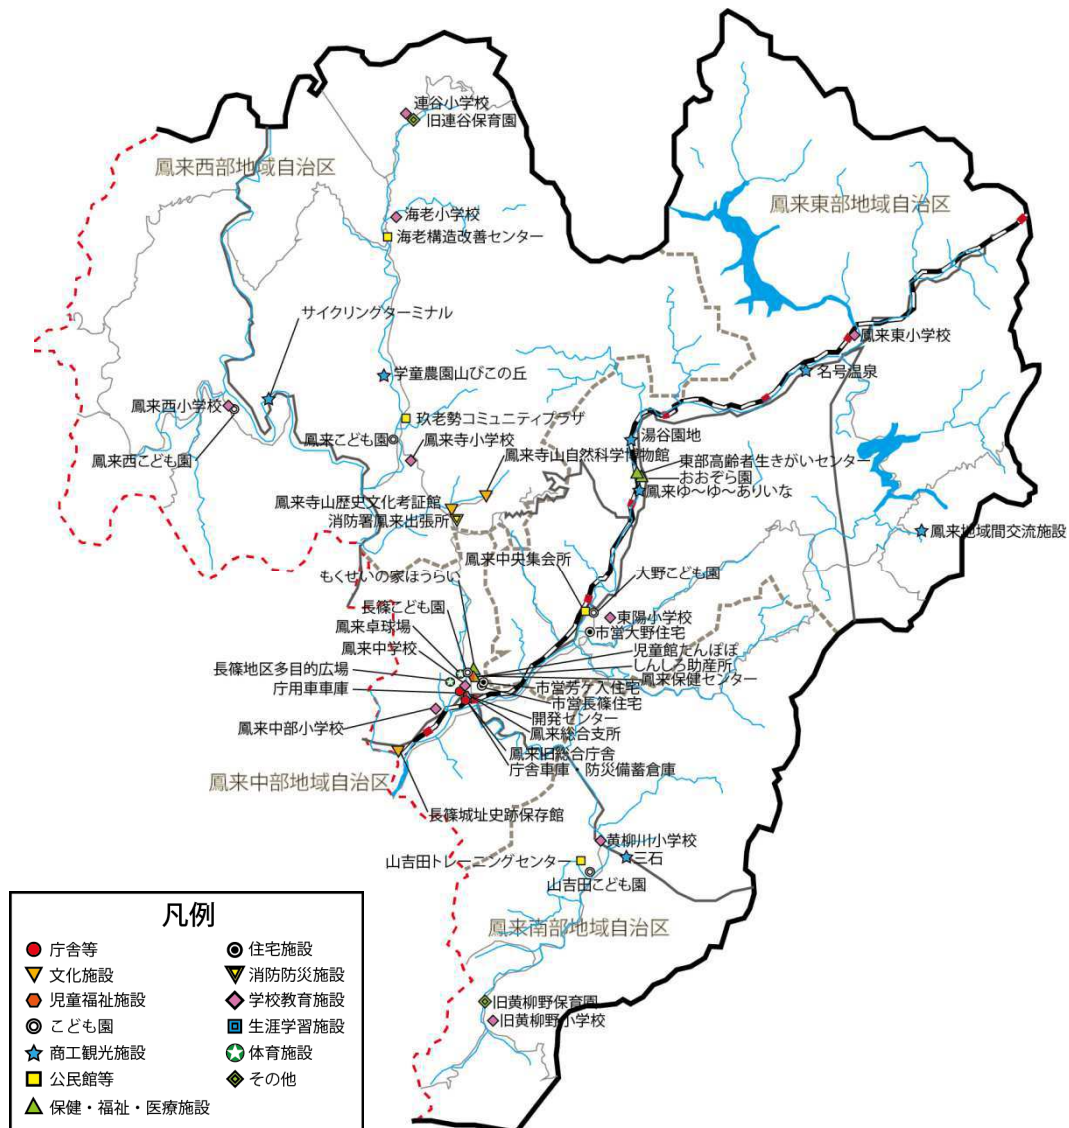 連谷小学校
旧連谷保育園
鳳来西部地域自治区
鳳来東部地域自治区
海老小学校
海老構造改善センター
サイクリングターミナル
鳳来東小学校
名号温泉
学童農園山びこの丘
鳳来西小学校
玖老勢コミュニティプラザ
鳳来こども園
鳳来寺小学校
湯谷園地
鳳来西こども園
鳳来寺山自然科学博物館
東部高齢者生きがいセンター
おおぞら園
鳳来ゆ～ゆ～ありいな
鳳来寺山歴史文化考証館
消防署鳳来出張所
鳳来地域間交流施設
鳳来中央集会所
もくせいの家ほうらい
大野こども園
長篠こども園
東陽小学校
鳳来卓球場
市営大野住宅
鳳来中学校
児童館たんぽぽ
長篠地区多目的広場
しんしろ助産所
鳳来保健センター
庁用車車庫
市営芳ケ入住宅
市営長篠住宅
開発センター
鳳来中部小学校
鳳来総合支所
鳳来旧総合庁舎
庁舎車庫・防災備蓄倉庫
鳳来中部地域自治区
長篠城址史跡保存館
黄柳川小学校
三石
山吉田トレーニングセンター
山吉田こども園
鳳来南部地域自治区
旧黄柳野保育園
旧黄柳野小学校
凡例
庁舎等
文化施設
児童福祉施設
こども園
商工観光施設
公民館等
保健・福祉・医療施設
住宅施設
消防防災施設
学校教育施設
生涯学習施設
体育施設
その他